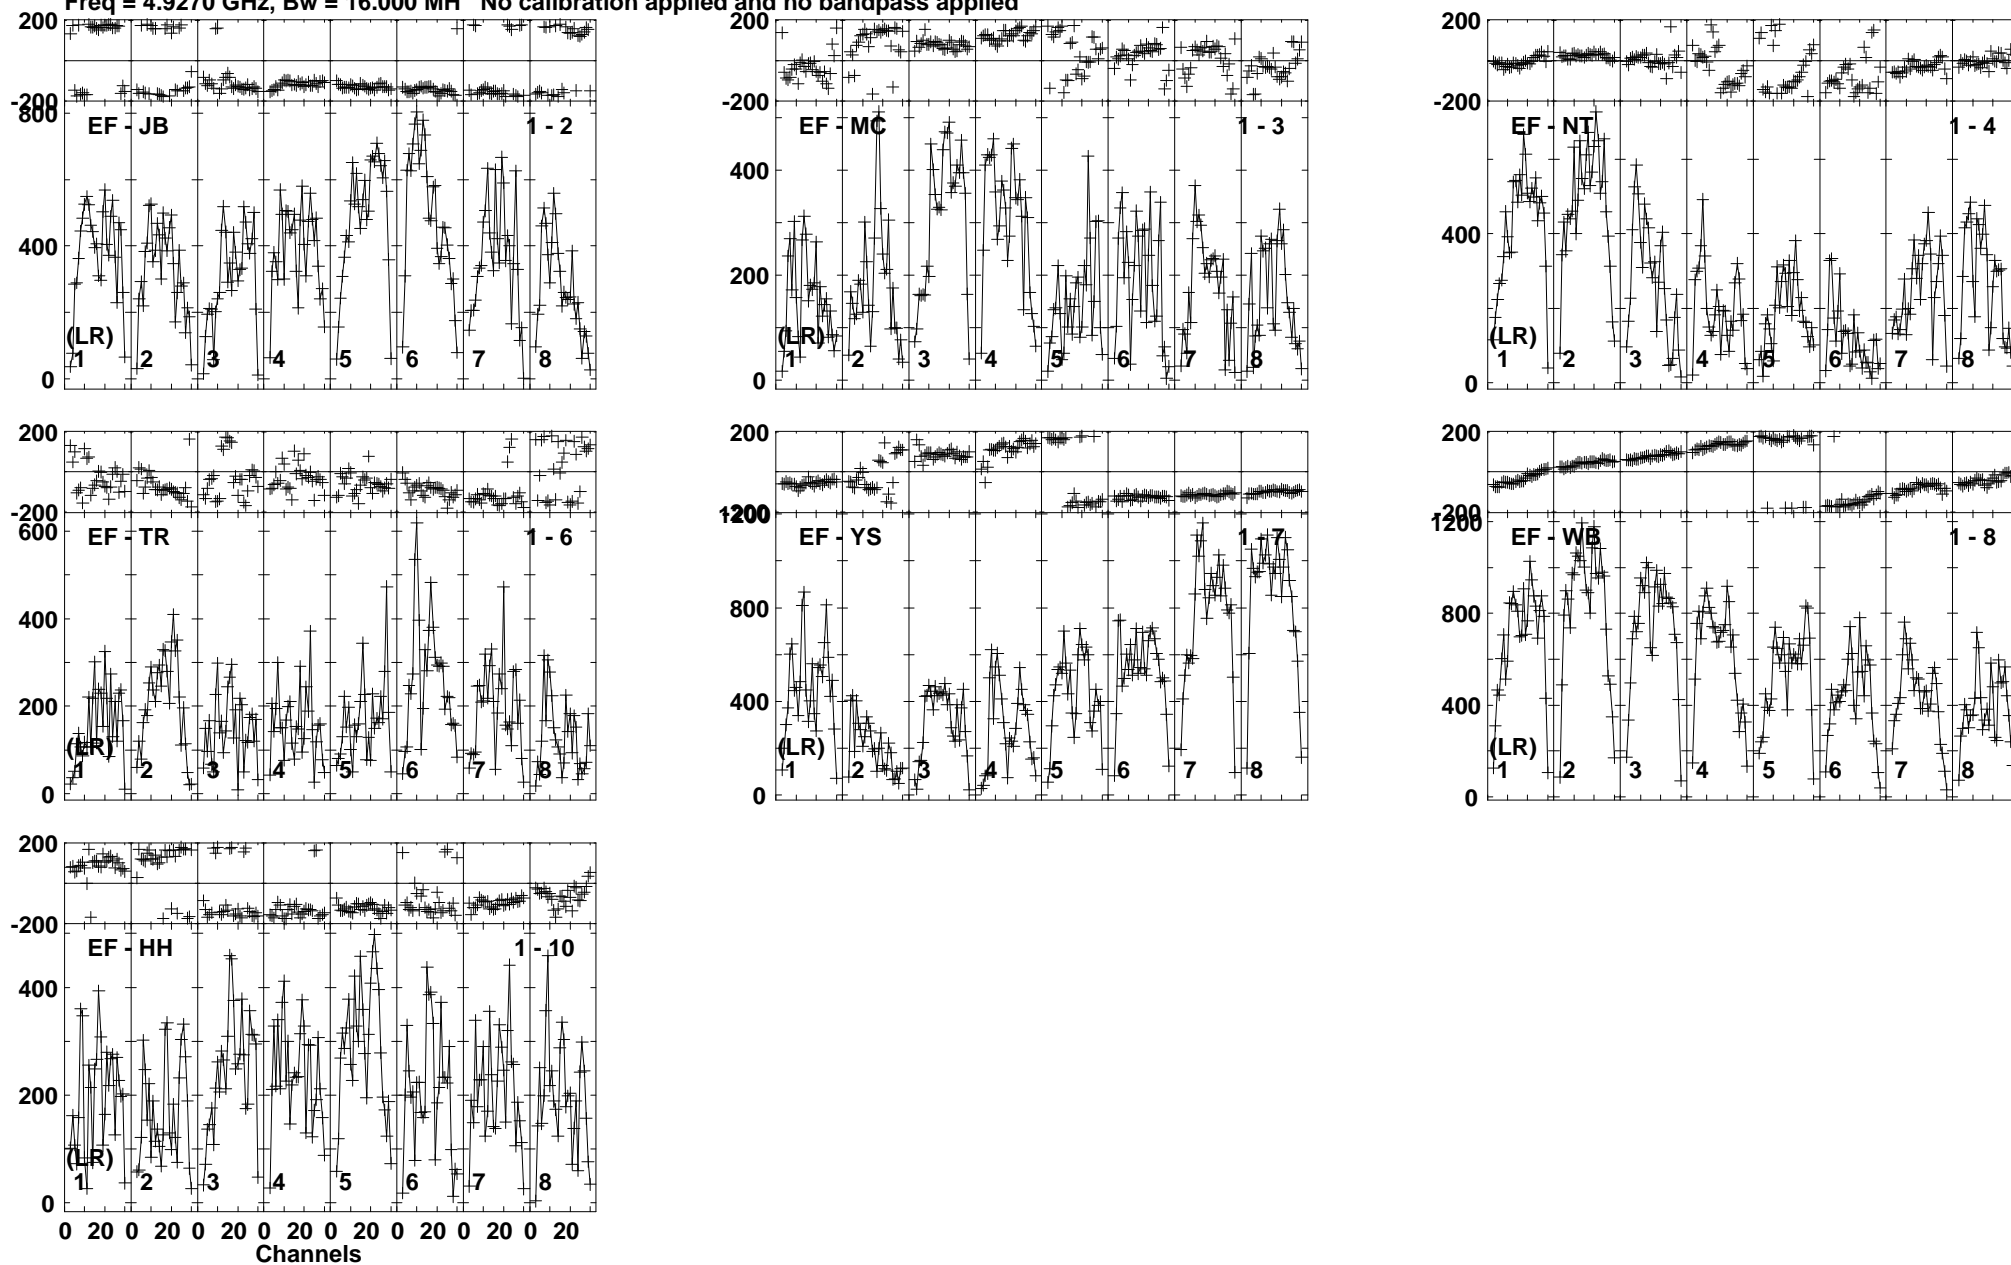 Freq = 4.9270 GHz, Bw = 16.000 MH No calibration applied and no bandpass applied
200
-200
800
400
0
EF - JB
1 - 2
(LR)
1 2 3 4 5 6 7 8
200
-200
400
200
0
EF - MC
1 - 3
(LR)
1 2 3 4 5 6 7 8
200
-200
400
0
EF - NT
1 - 4
(LR)
1 2 3 4 5 6 7 8
200
-200
600
400
200
0
EF - TR
1 - 6
(LR)
1 2 3 4 5 6 7 8
200
-200
1200
800
400
0
EF - YS
1 - 7
(LR)
1 2 3 4 5 6 7 8
200
-200
1200
800
400
0
EF - WB
1 - 8
(LR)
1 2 3 4 5 6 7 8
200
-200
400
200
0
EF - HH
1 - 10
(LR)
1 2 3 4 5 6 7 8
0 20 0 20 0 20 0 20 0 20 0 20 0 20 0 20
Channels